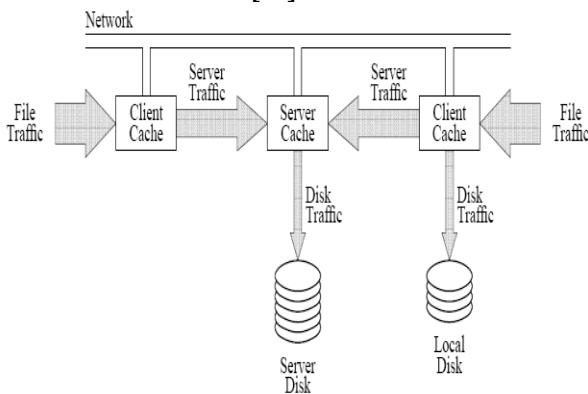 Network
Server
Traffic
Server
Traffic
File
Traffic
Client
Cache
Server
Cache
Client
Cache
File
Traffic
Disk
Traffic
Disk
Traffic
Server
Disk
Local
Disk